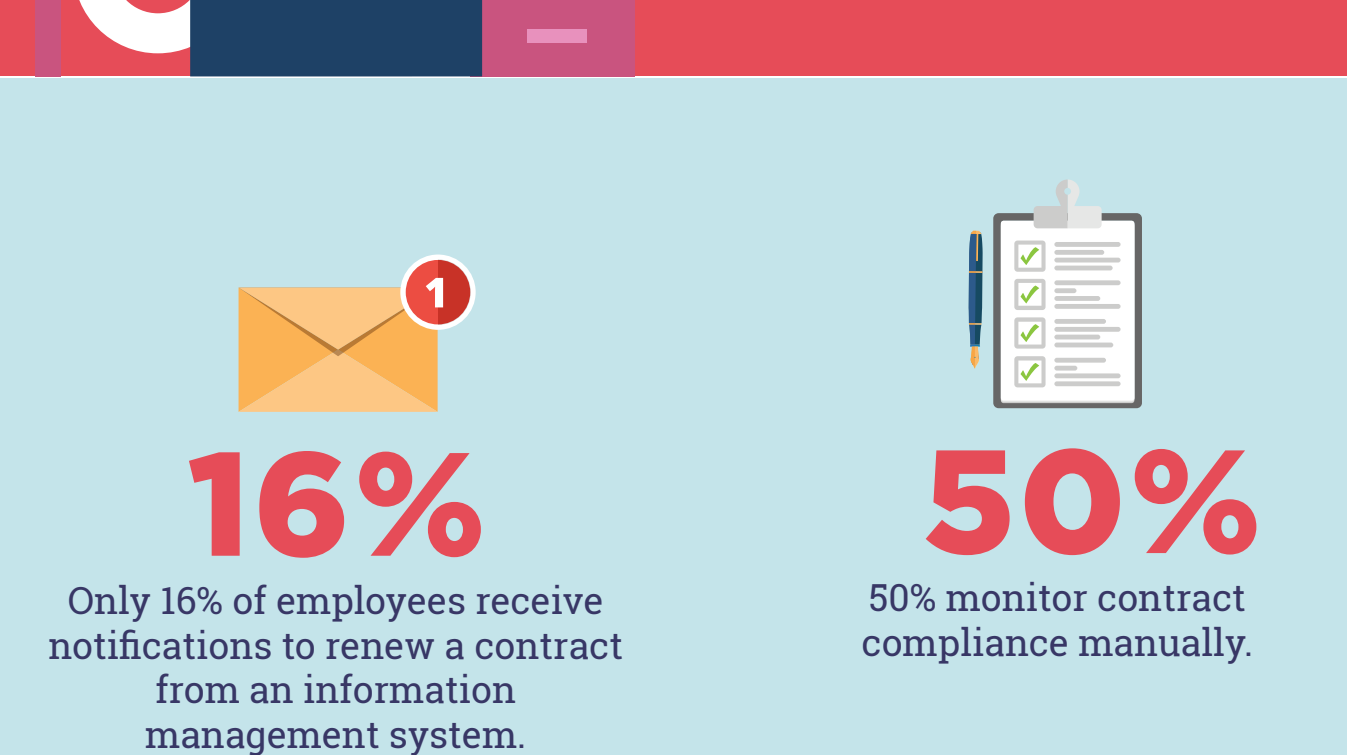 1
16%
Only 16% of employees receive
notifications to renew a contract
from an information
management system.
50%
50% monitor contract
compliance manually.